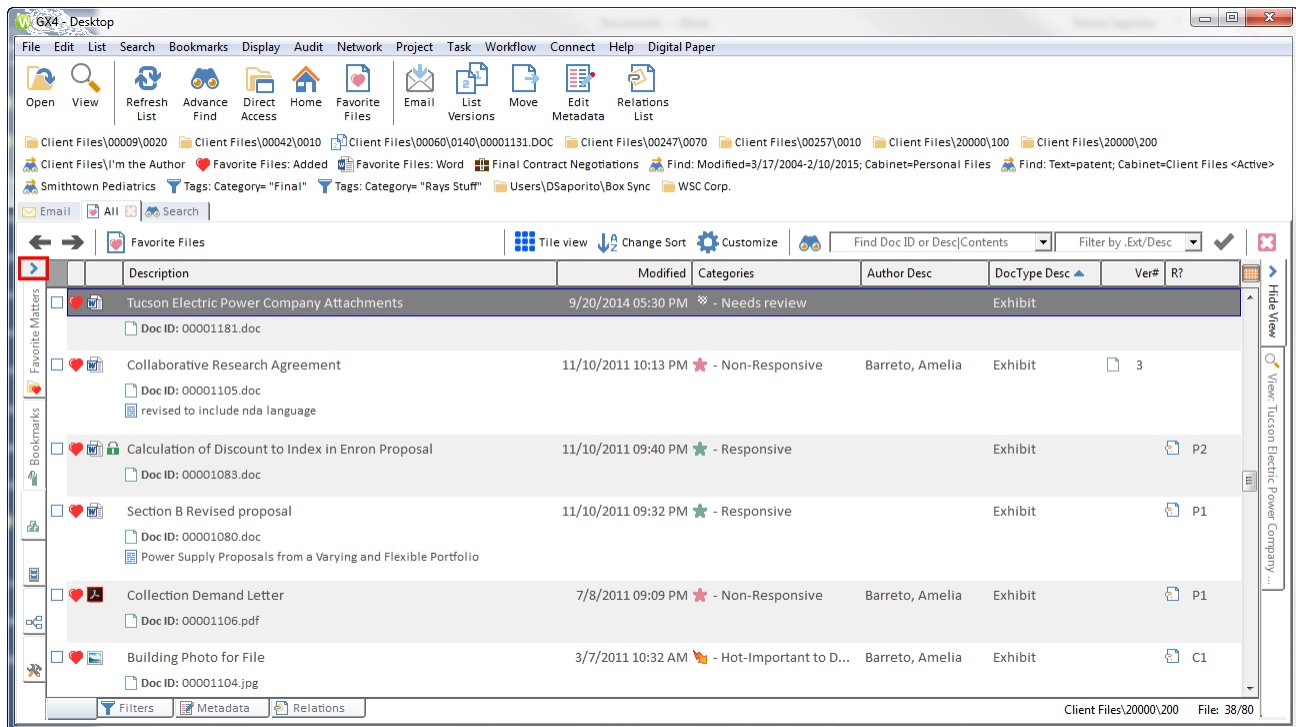 GX4 - Desktop
File Edit List Search Bookmarks Display Audit Network Project Task Workflow Connect Help Digital Paper
Open View Refresh List Advance Find Direct Access Home Favorite Files Email List Versions Move Edit Metadata Relations List
Client Files\00009\0020 Client Files\00042\0010 Client Files\00060\0140\00001131.DOC Client Files\00247\0070 Client Files\00257\0010 Client Files\20000\100 Client Files\20000\200
Client Files\I'm the Author Favorite Files: Added Favorite Files: Word Final Contract Negotiations Find: Modified=3/17/2004-2/10/2015; Cabinet=Personal Files Find: Text=patent; Cabinet=Client Files <Active>
Smithtown Pediatrics Tags: Category= "Final" Tags: Category= "Rays Stuff" Users\DSaporito\Box Sync WSC Corp.
Email All Search
Favorite Files Tile view Change Sort Customize Find Doc ID or Desc|Contents Filter by .Ext/Desc
Description Modified Categories Author Desc DocType Desc Ver# R?
Tucson Electric Power Company Attachments 9/20/2014 05:30 PM - Needs review Exhibit
Doc ID: 00001181.doc
Collaborative Research Agreement 11/10/2011 10:13 PM - Non-Responsive Barreto, Amelia Exhibit 3
Doc ID: 00001105.doc
revised to include nda language
Calculation of Discount to Index in Enron Proposal 11/10/2011 09:40 PM - Responsive Exhibit P2
Doc ID: 00001083.doc
Section B Revised proposal 11/10/2011 09:32 PM - Responsive Exhibit P1
Doc ID: 00001080.doc
Power Supply Proposals from a Varying and Flexible Portfolio
Collection Demand Letter 7/8/2011 09:09 PM - Non-Responsive Barreto, Amelia Exhibit P1
Doc ID: 00001106.pdf
Building Photo for File 3/7/2011 10:32 AM - Hot-Important to D... Barreto, Amelia Exhibit C1
Doc ID: 00001104.jpg
Favorite Matters
Bookmarks
Hide View
View: Tucson Electric Power Company ...
Filters Metadata Relations Client Files\20000\200 File: 38/80